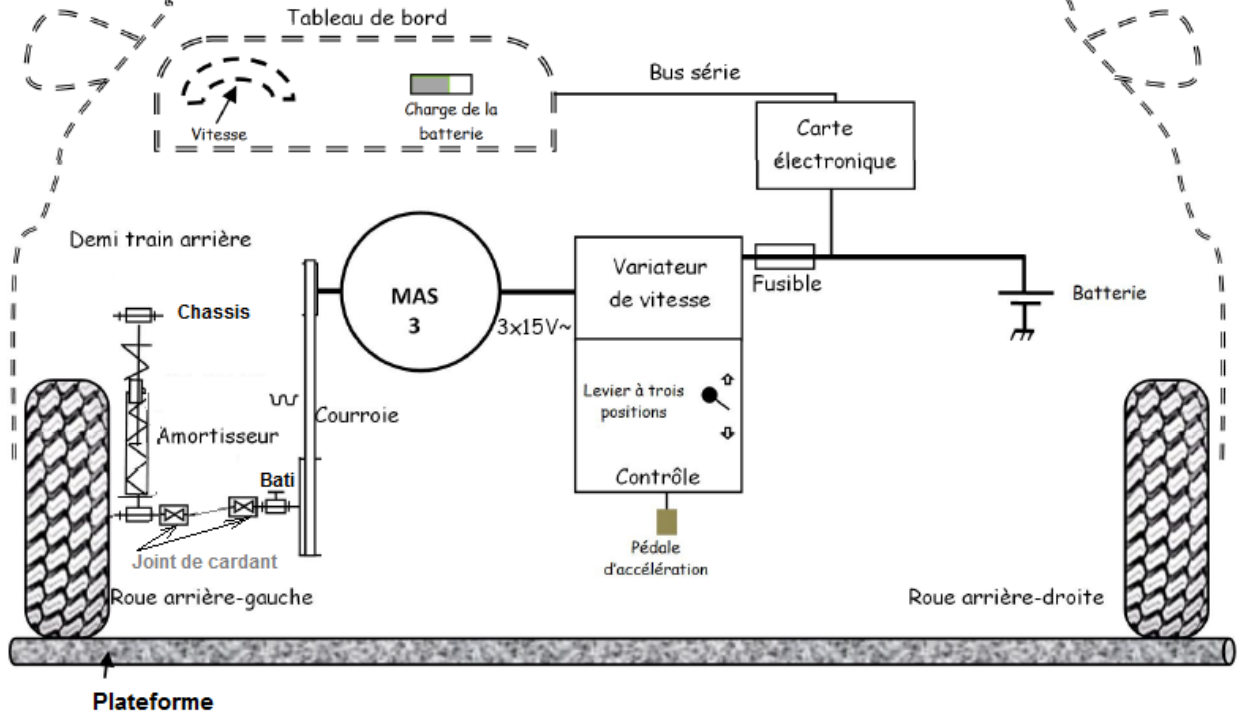 Tableau de bord
Vitesse
Charge de la
batterie
Bus série
Carte
électronique
Demi train arrière
Chassis
MAS
3
3x15V~
Variateur
de vitesse
Fusible
Batterie
Levier à trois
positions
Courroie
Amortisseur
Bati
Contrôle
Joint de cardant
Pédale
d'accélération
Roue arrière-gauche
Roue arrière-droite
Plateforme